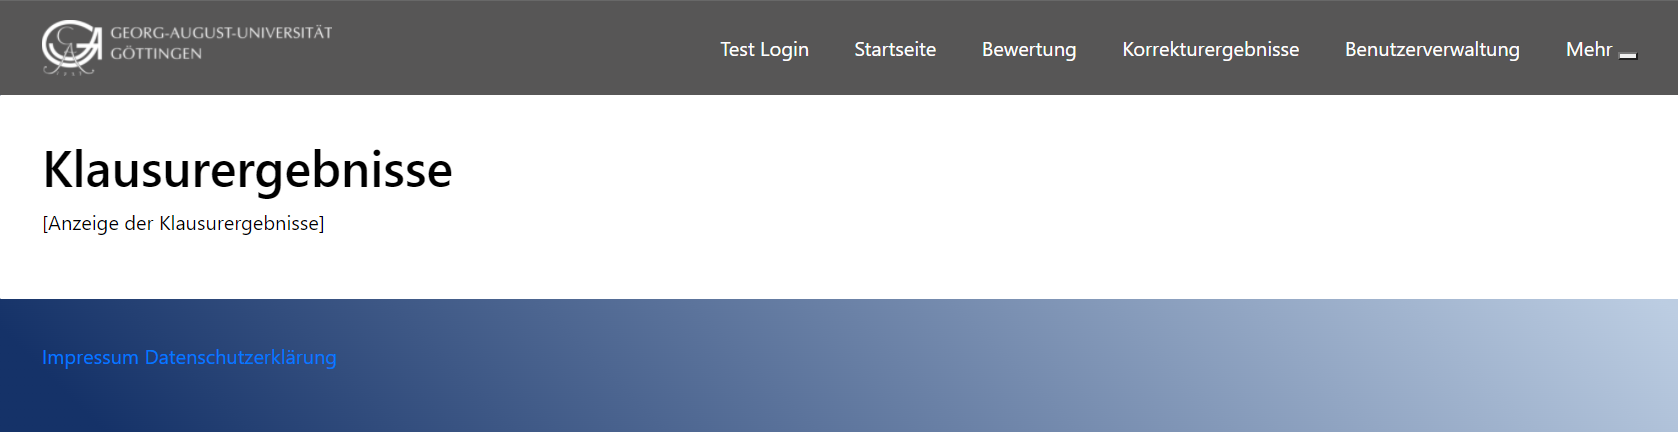 GEORG-AUGUST-UNIVERSITÄT
GÖTTINGEN
Test Login Startseite Bewertung Korrekturergebnisse Benutzerverwaltung Mehr
Klausurergebnisse
[Anzeige der Klausurergebnisse]
Impressum Datenschutzerklärung